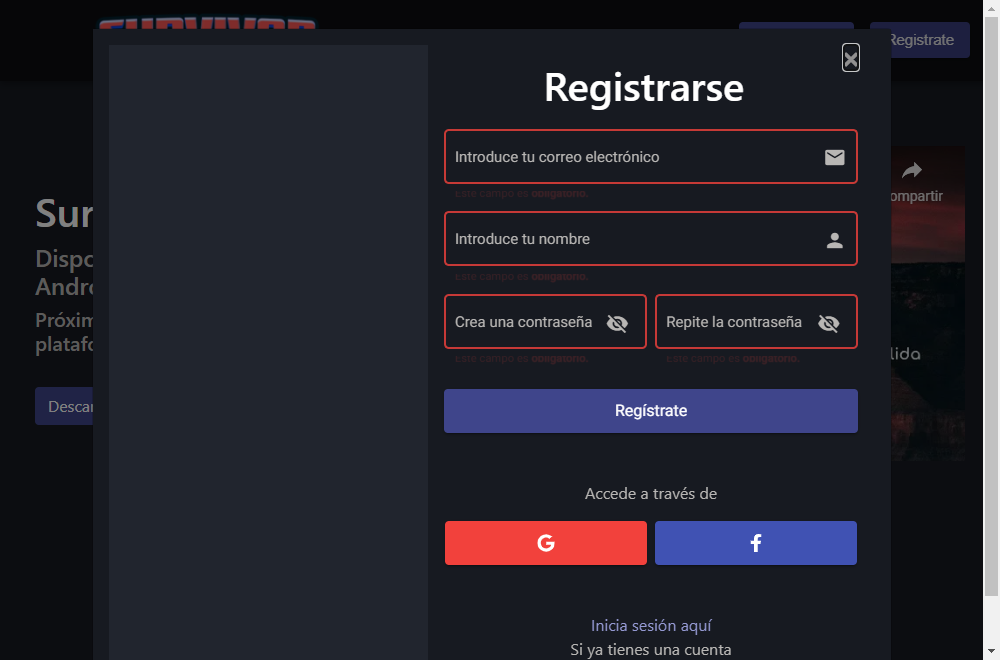 Registrate
×
Registrarse
Introduce tu correo electrónico
Este campo es obligatorio.
Introduce tu nombre
Este campo es obligatorio.
Crea una contraseña
Repite la contraseña
Este campo es obligatorio.
Este campo es obligatorio.
Regístrate
Accede a través de
G
f
Inicia sesión aquí
Si ya tienes una cuenta
Sur
Dispo
Andro
Próxim
plataf
Descar
ompartir
lida